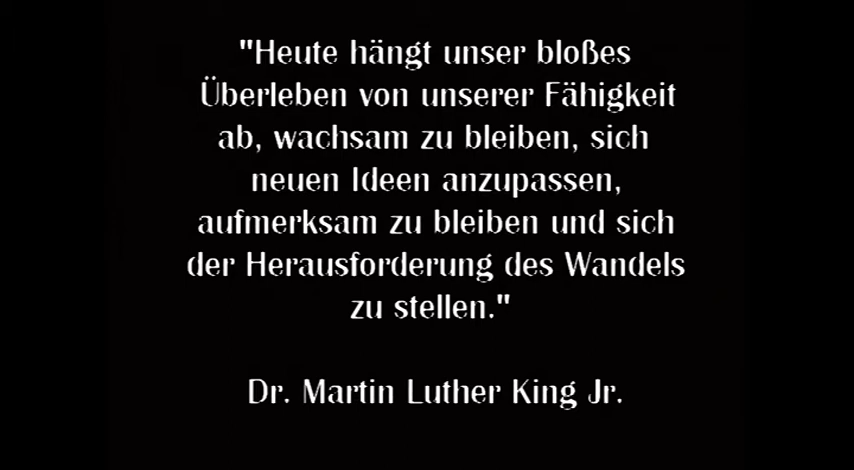 "Heute hängt unser bloßes
Überleben von unserer Fähigkeit
ab, wachsam zu bleiben, sich
neuen Ideen anzupassen,
aufmerksam zu bleiben und sich
der Herausforderung des Wandels
zu stellen."
Dr. Martin Luther King Jr.